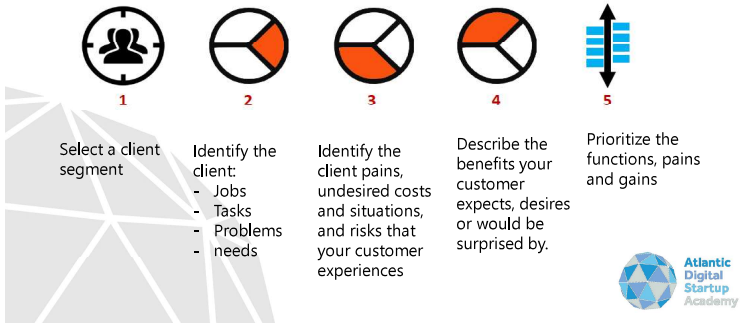 1
2
3
4
5
Select a client
segment
Identify the
client:
- Jobs
- Tasks
- Problems
- needs
Identify the
client pains,
undesired costs
and situations,
and risks that
your customer
experiences
Describe the
benefits your
customer
expects, desires
or would be
surprised by.
Prioritize the
functions, pains
and gains
Atlantic
Digital
Startup
Academy